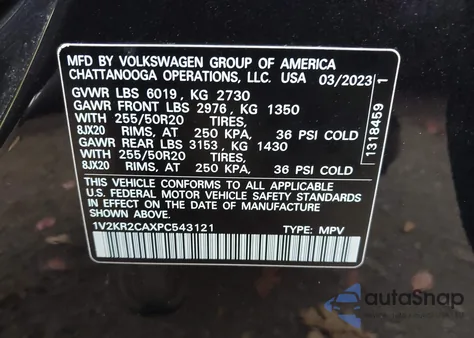 MFD BY VOLKSWAGEN GROUP OF AMERICA
CHATTANOOGA OPERATIONS, LLC. USA 03/2023
GVWR LBS 6019, KG 2730
GAWR FRONT LBS 2976, KG 1350
WITH 255/50R20 TIRES,
8JX20 RIMS, AT 250 KPA, 36 PSI COLD
GAWR REAR LBS 3153, KG 1430
WITH 255/50R20 TIRES,
8JX20 RIMS, AT 250 KPA, 36 PSI COLD
THIS VEHICLE CONFORMS TO ALL APPLICABLE
U.S. FEDERAL MOTOR VEHICLE SAFETY STANDARDS
IN EFFECT ON THE DATE OF MANUFACTURE
SHOWN ABOVE.
1V2KR2CAXPC543121 TYPE: MPV
1318459 1
autoSnap